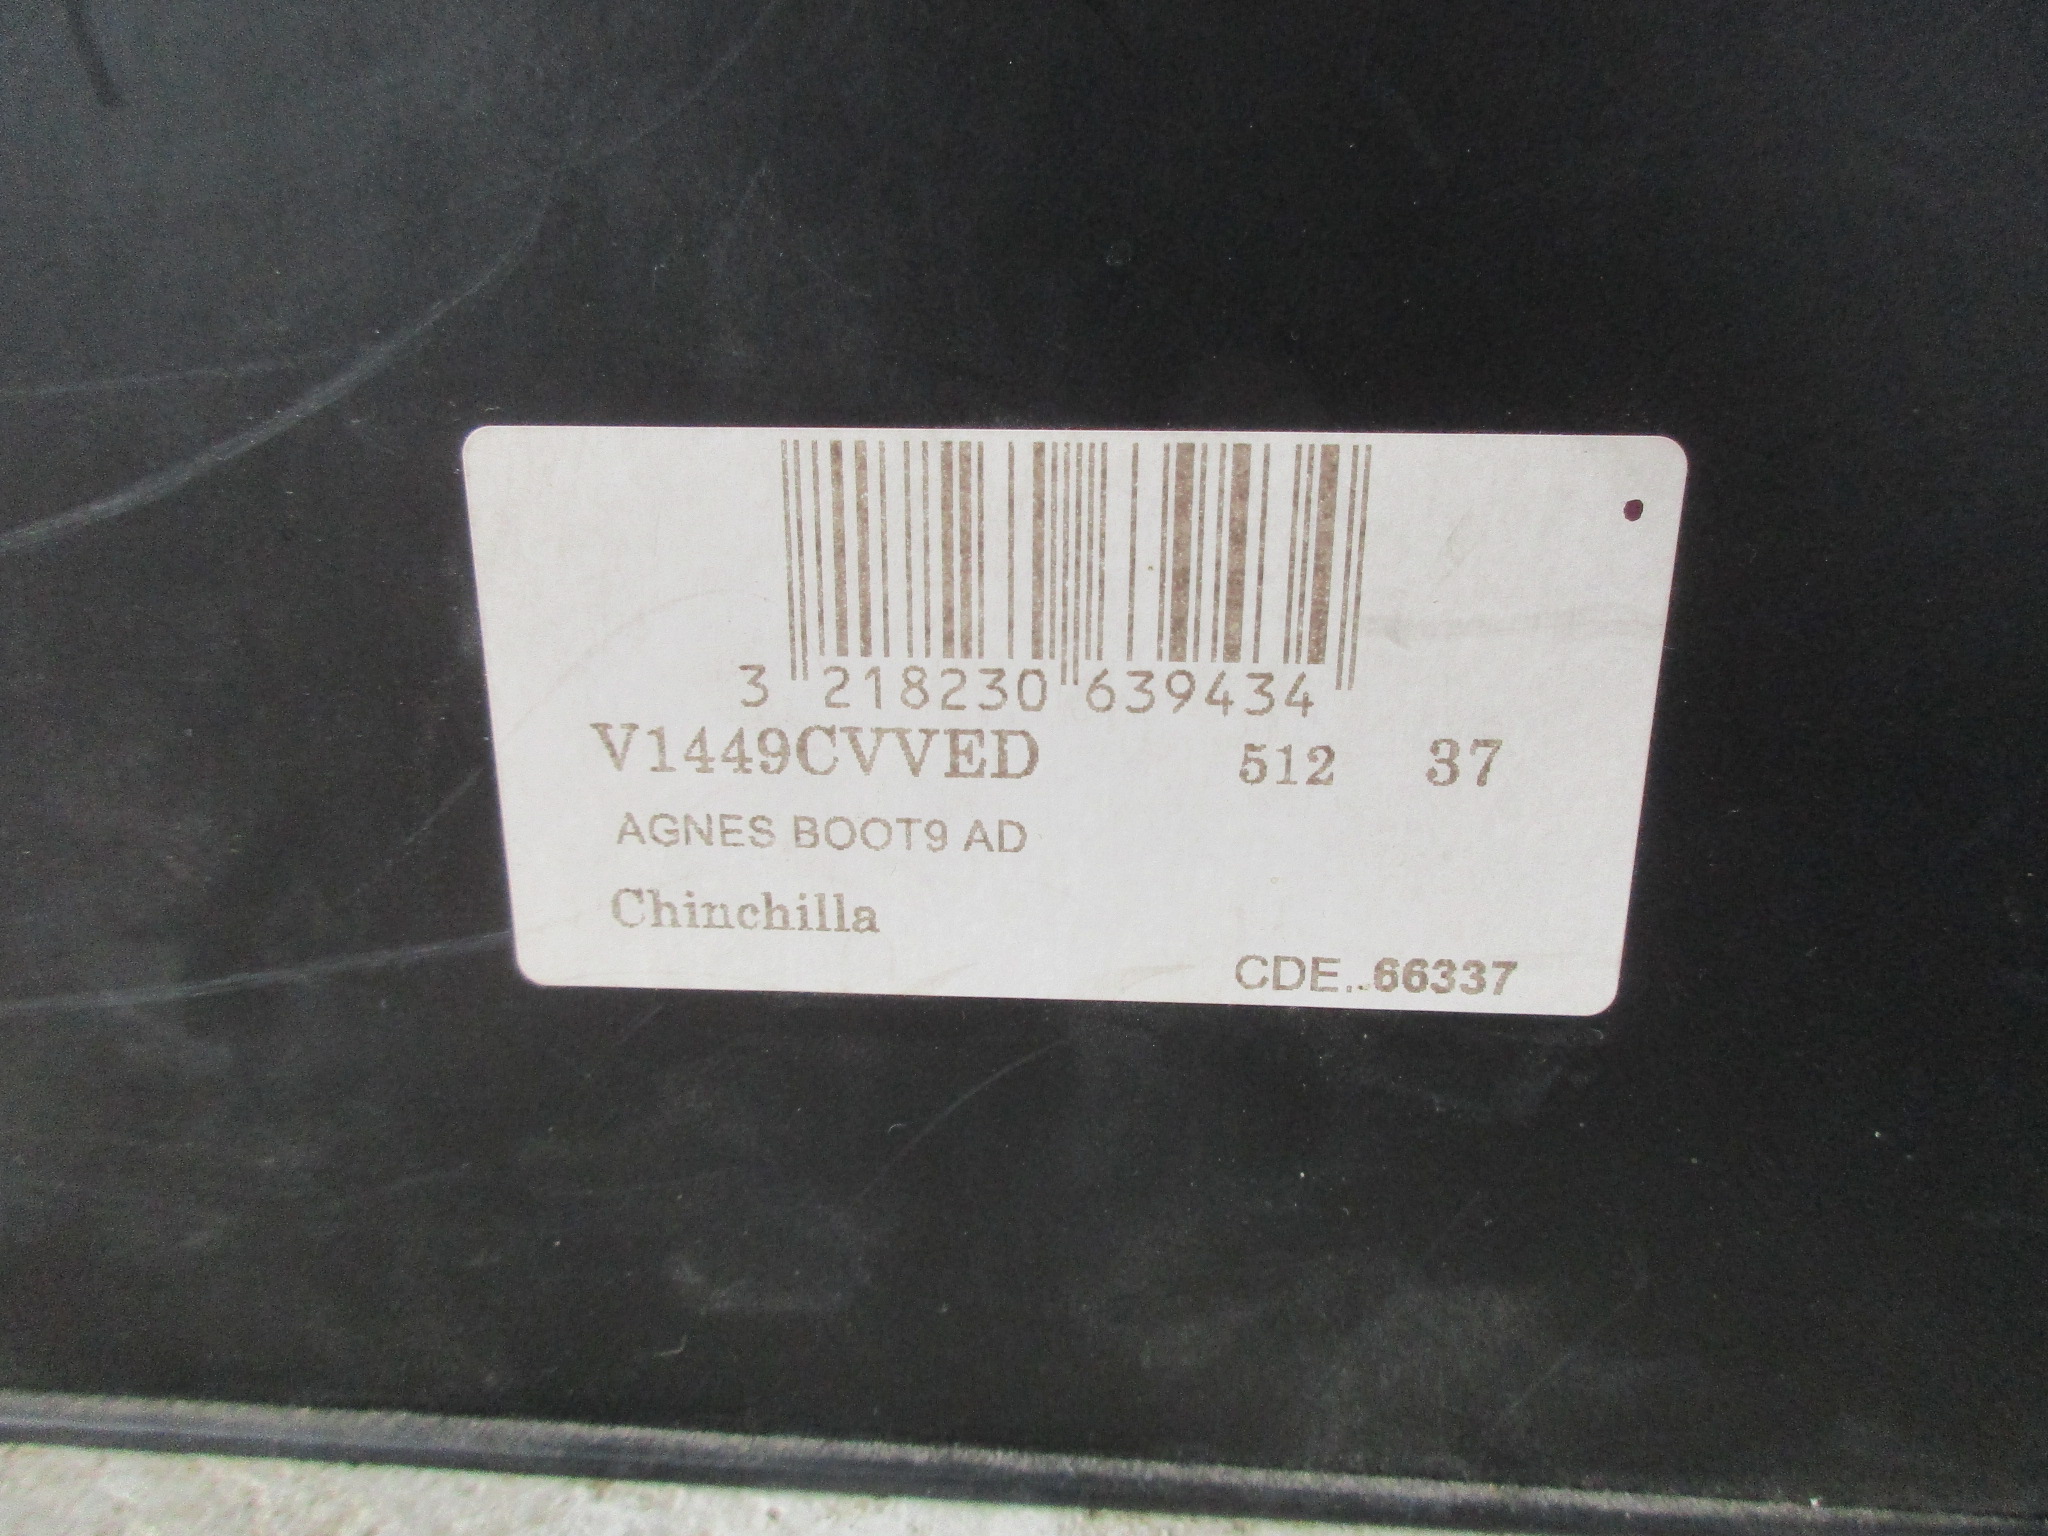 3 218230 639434
V1449CVVED 512 37
AGNES BOOT9 AD
Chinchilla
CDE..66337